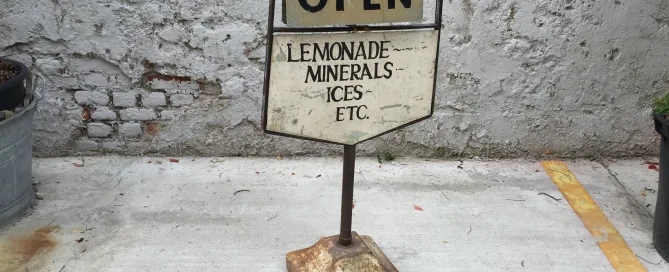 OPEN
LEMONADE~~
MINERALS~
ICES~
ETC.